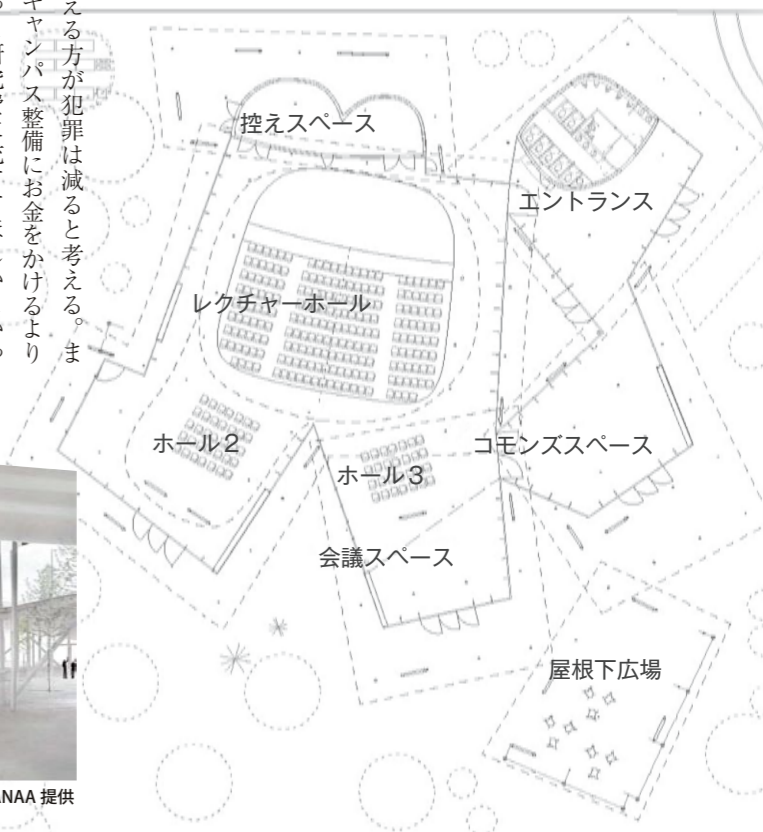 える方が犯罪は減ると考える。ま
キャンパス整備にお金をかけるより
控えスペース
エントランス
レクチャーホール
ホール2
ホール3
コモンズスペース
会議スペース
屋根下広場
ANAA 提供